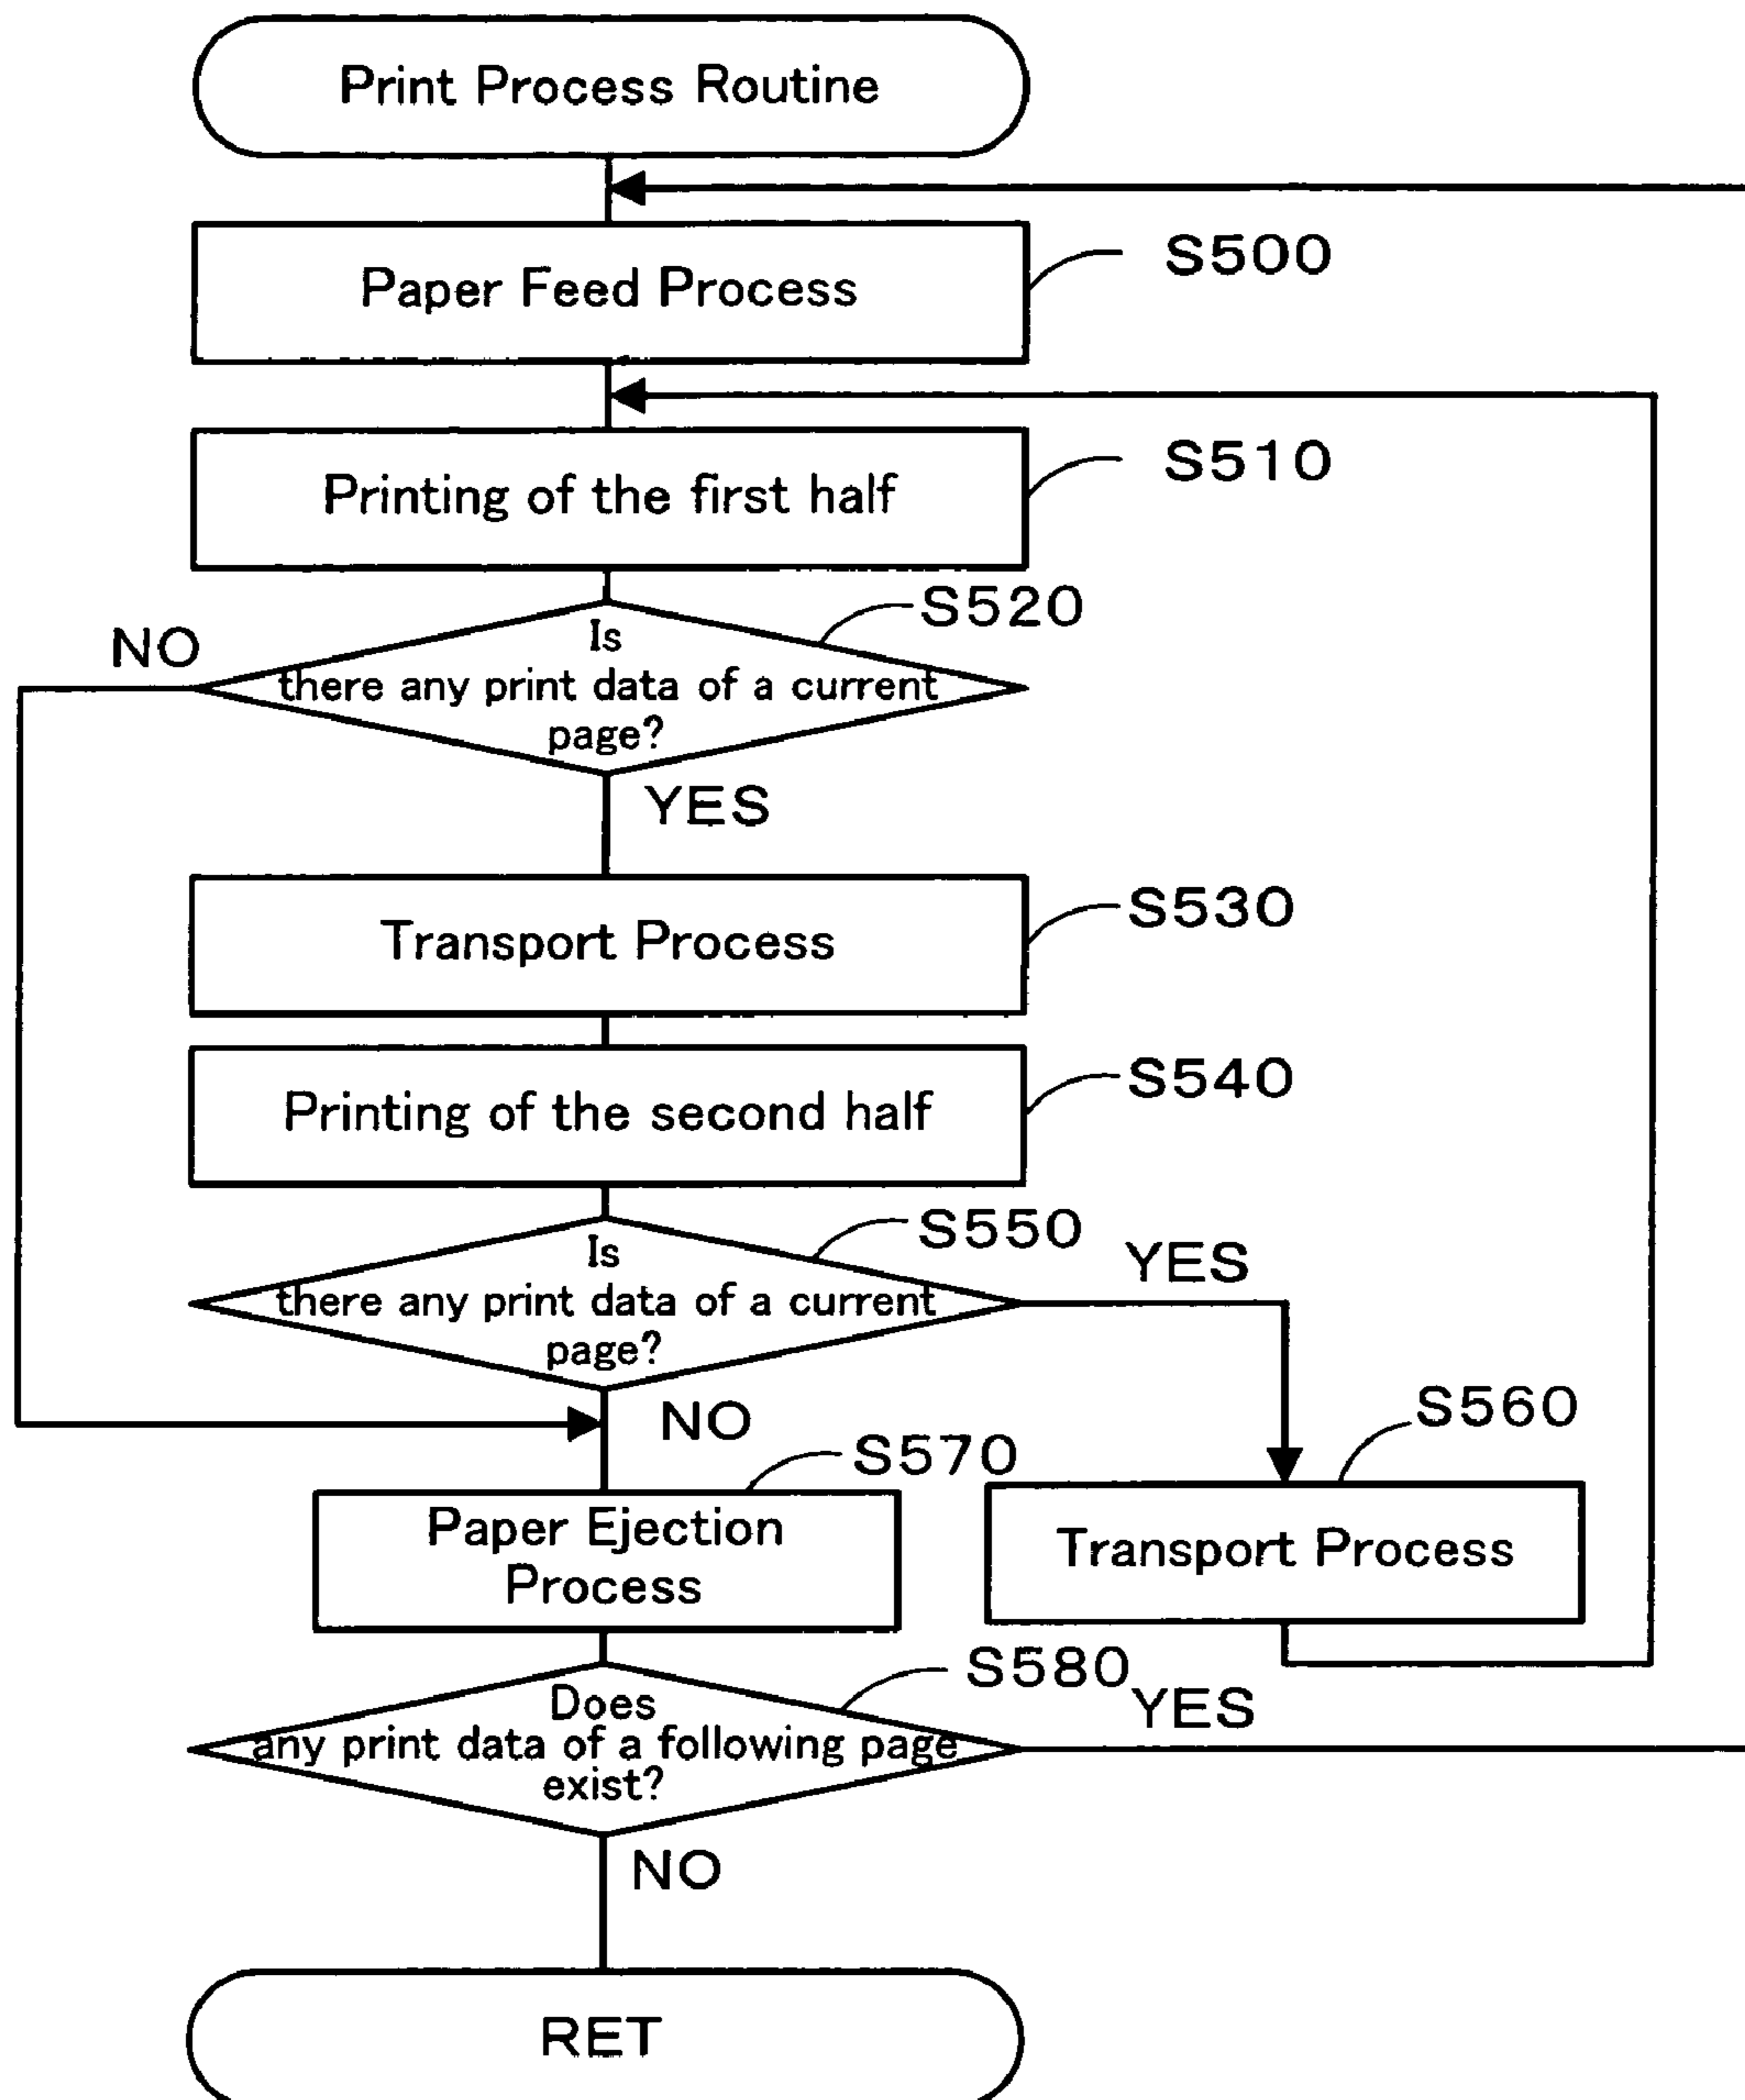 Print Process Routine
Paper Feed Process
S500
Printing of the first half
S510
S520
NO
Is
there any print data of a current
page?
YES
Transport Process
S530
Printing of the second half
S540
S550
Is
there any print data of a current
page?
YES
NO
S560
S570
Paper Ejection
Process
Transport Process
S580
YES
Does
any print data of a following page
exist?
NO
RET